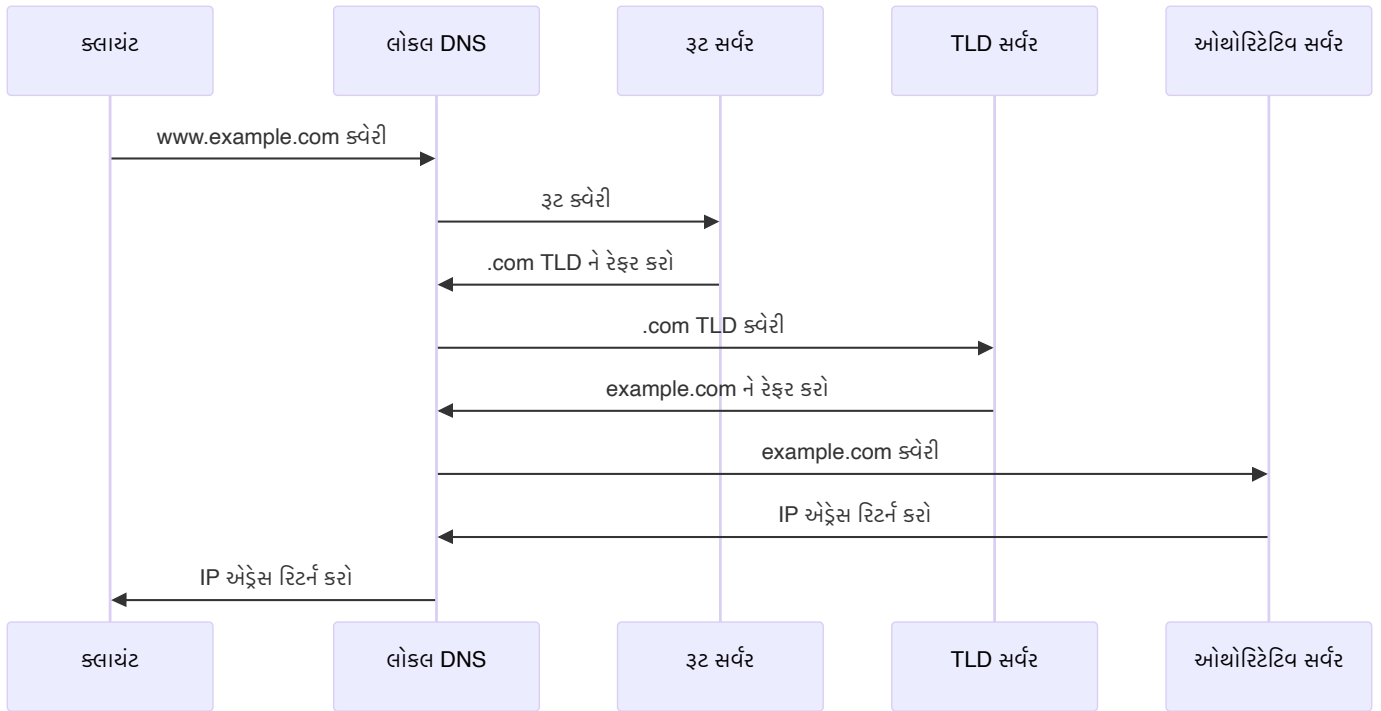 ક્લાયંટ
લોકલ DNS
રૂટ સર્વર
TLD સર્વર
ઓથોરિટેટિવ સર્વર
www.example.com ક્વેરી
રૂટ ક્વેરી
.com TLD ને રેફર કરો
.com TLD ક્વેરી
example.com ને રેફર કરો
example.com ક્વેરી
IP એડ્રેસ રિટર્ન કરો
IP એડ્રેસ રિટર્ન કરો
ક્લાયંટ
લોકલ DNS
રૂટ સર્વર
TLD સર્વર
ઓથોરિટેટિવ સર્વર